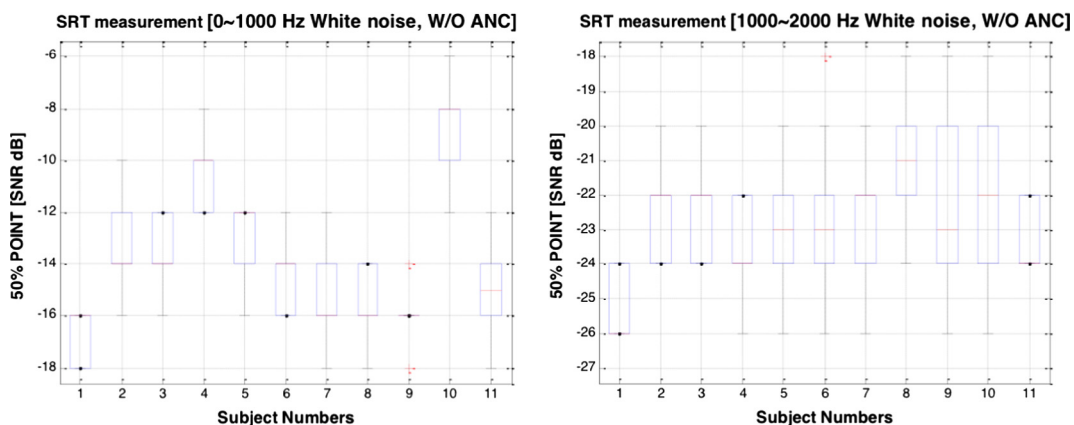 SRT measurement [0~1000 Hz White noise, W/O ANC]
50% POINT [SNR dB]
-6
-8
-10
-12
-14
-16
-18
1 2 3 4 5 6 7 8 9 10 11
Subject Numbers
SRT measurement [1000~2000 Hz White noise, W/O ANC]
50% POINT [SNR dB]
-18
-20
-21
-22
-23
-24
-25
-26
-27
1 2 3 4 5 6 7 8 9 10 11
Subject Numbers